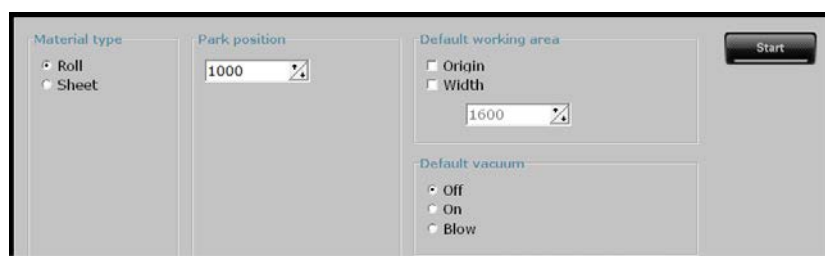 Material type
Roll
Sheet
Park position
1000
Default working area
Origin
Width
1600
Default vacuum
Off
On
Blow
Start